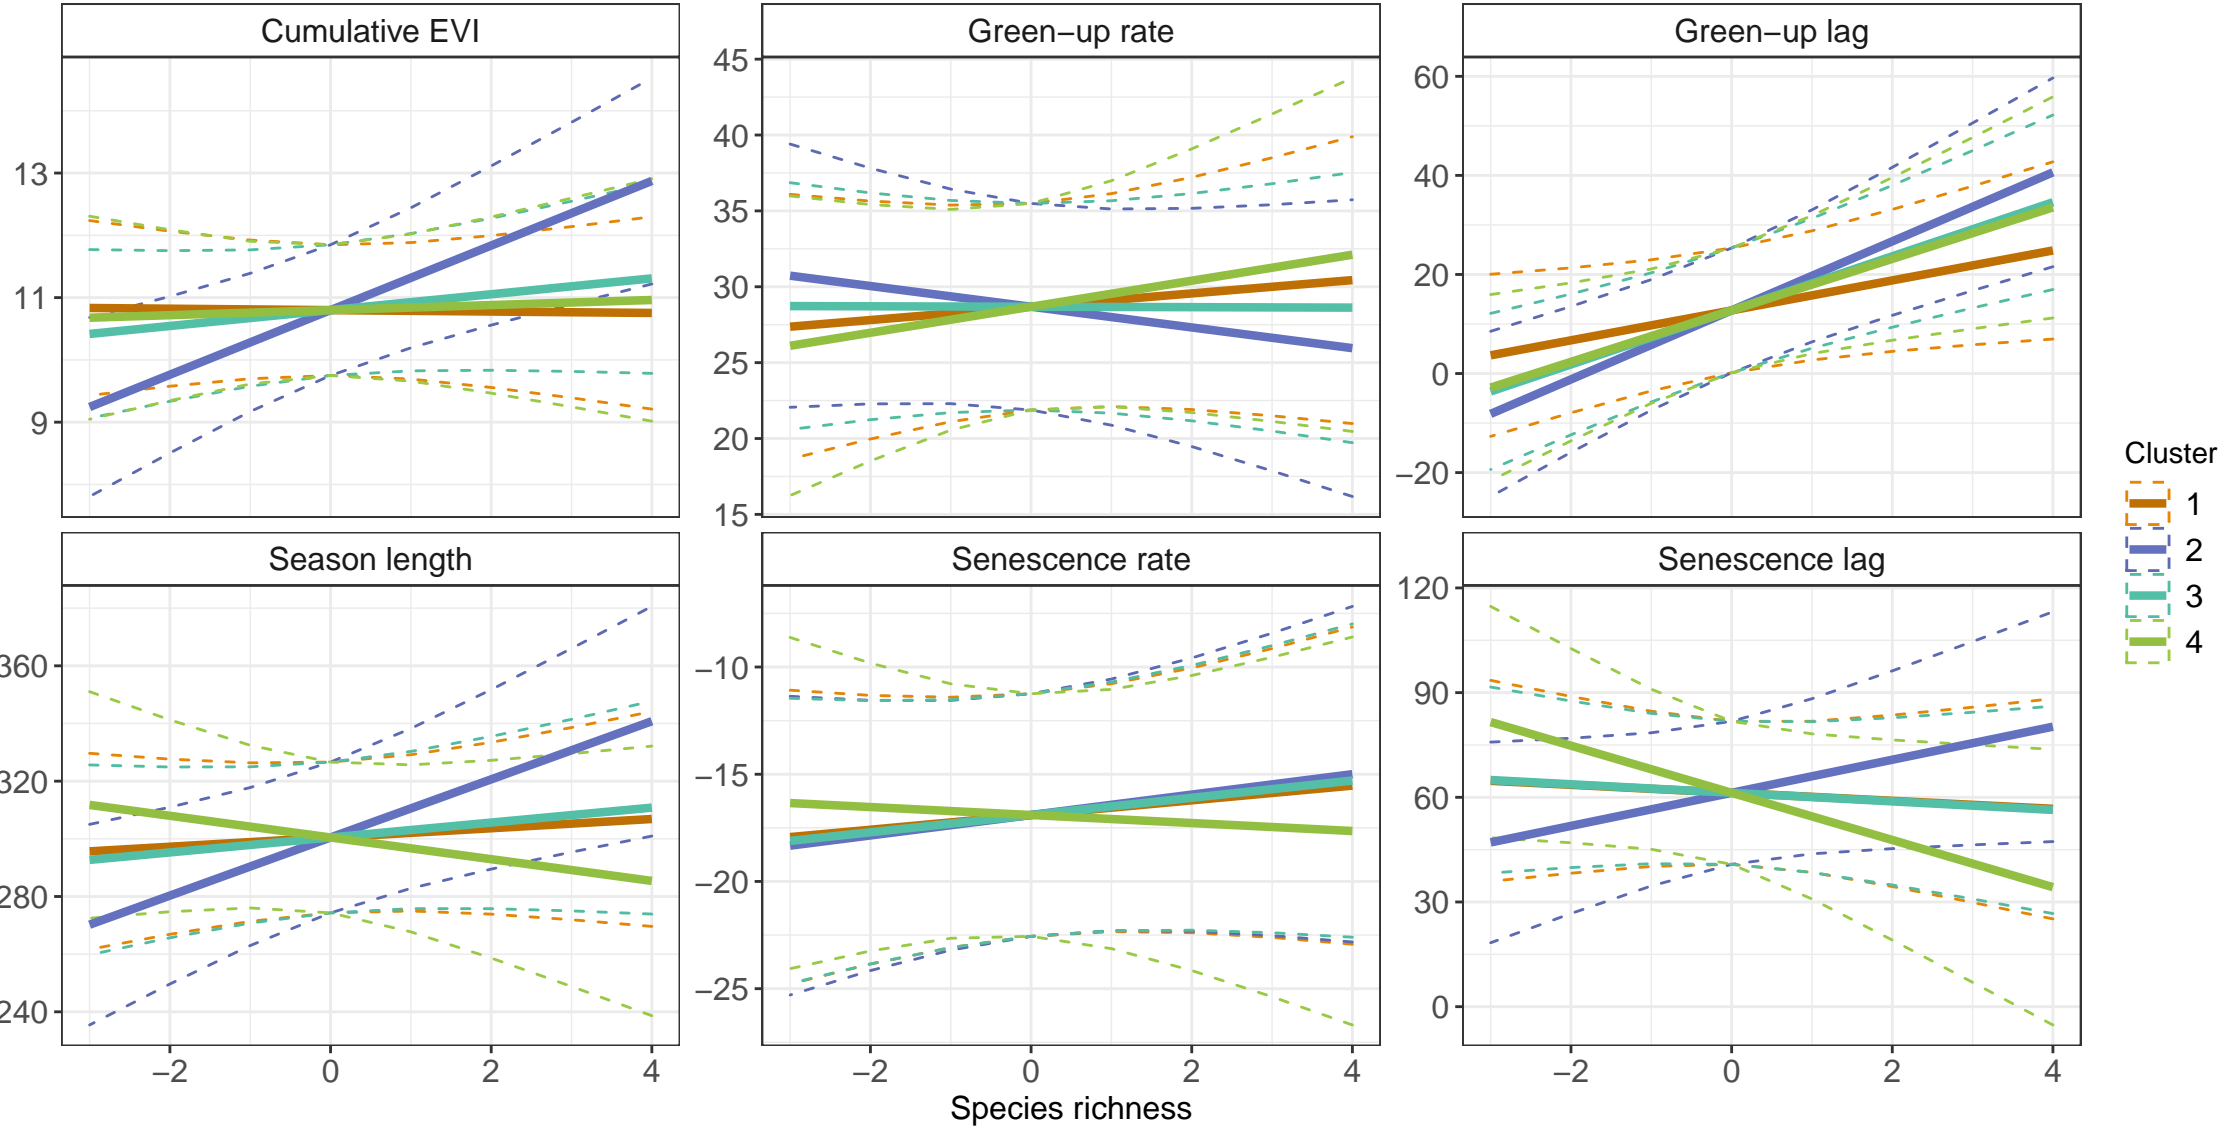 Cumulative EVI
Green−up rate
Green−up lag
13
11
9
45
40
35
30
25
20
15
60
40
20
0
−20
Season length
Senescence rate
Senescence lag
360
320
280
240
−10
−15
−20
−25
120
90
60
30
0
−2 0 2 4
−2 0 2 4
−2 0 2 4
Species richness
Cluster
1
2
3
4